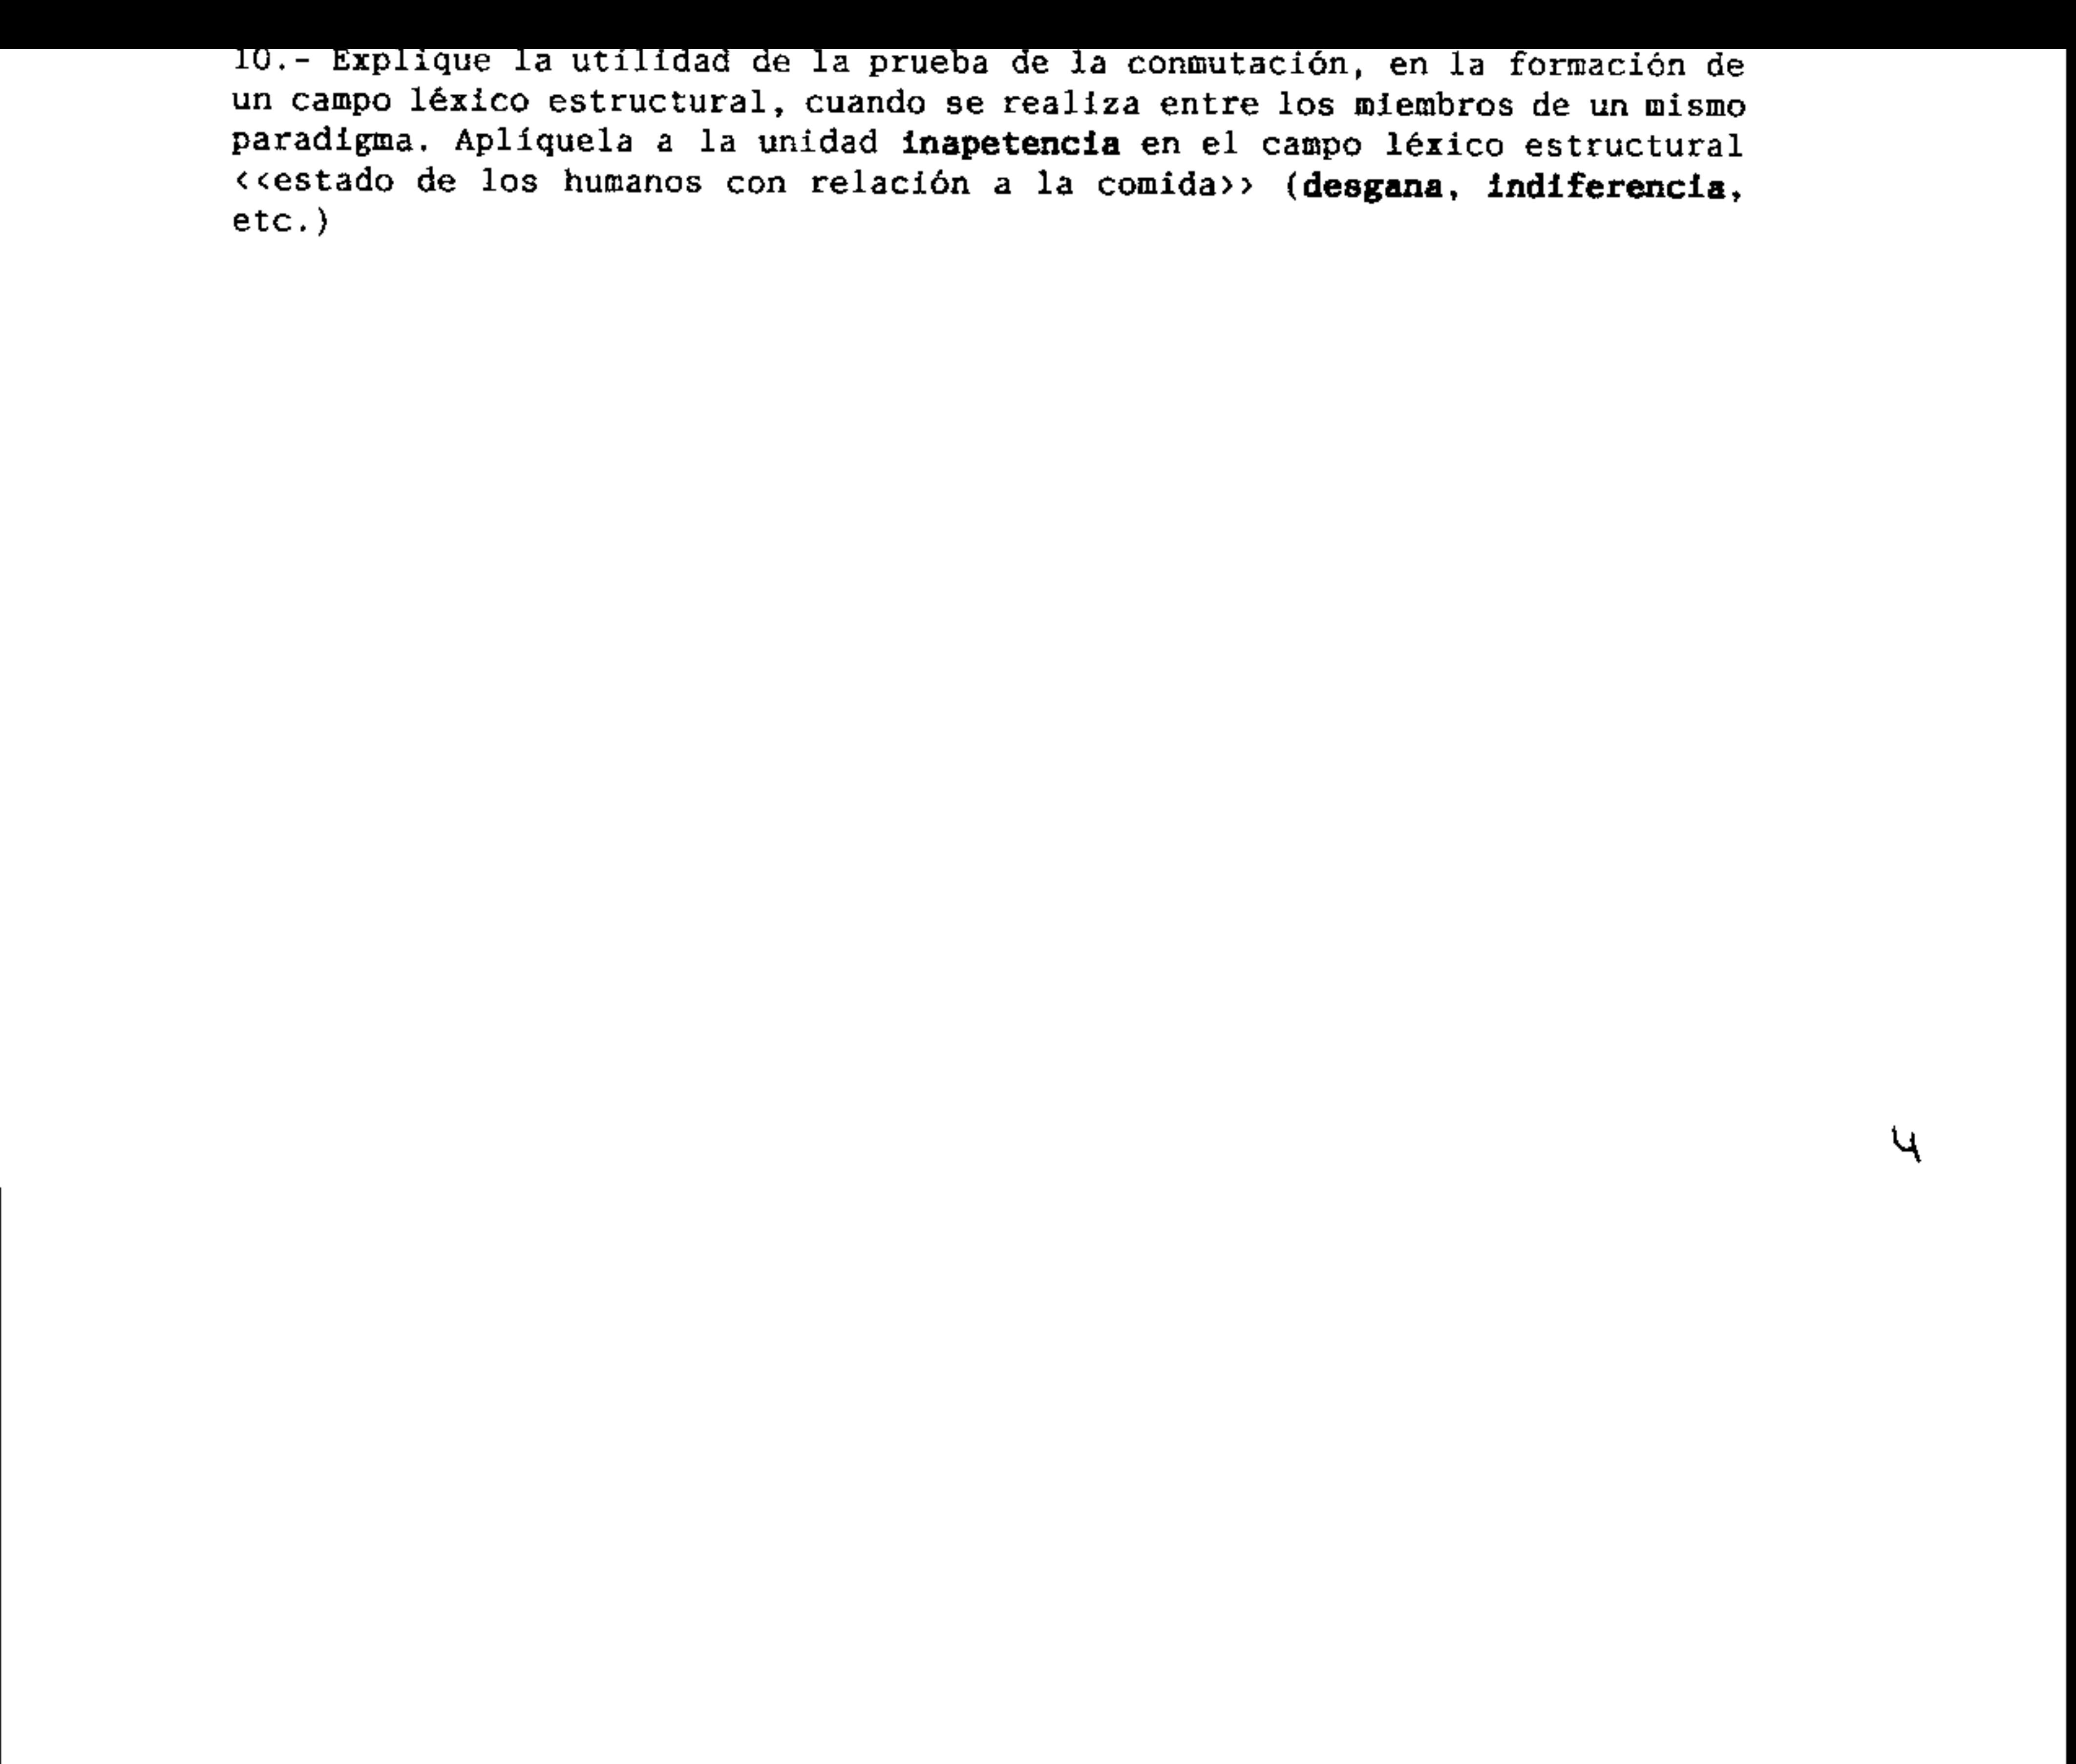 10.- Explique la utilidad de la prueba de la conmutación, en la formación de
un campo léxico estructural, cuando se realiza entre los miembros de un mismo
paradigma. Aplíquela a la unidad inapetencia en el campo léxico estructural
<<estado de los humanos con relación a la comida>> (desgana, indiferencia,
etc.)
4